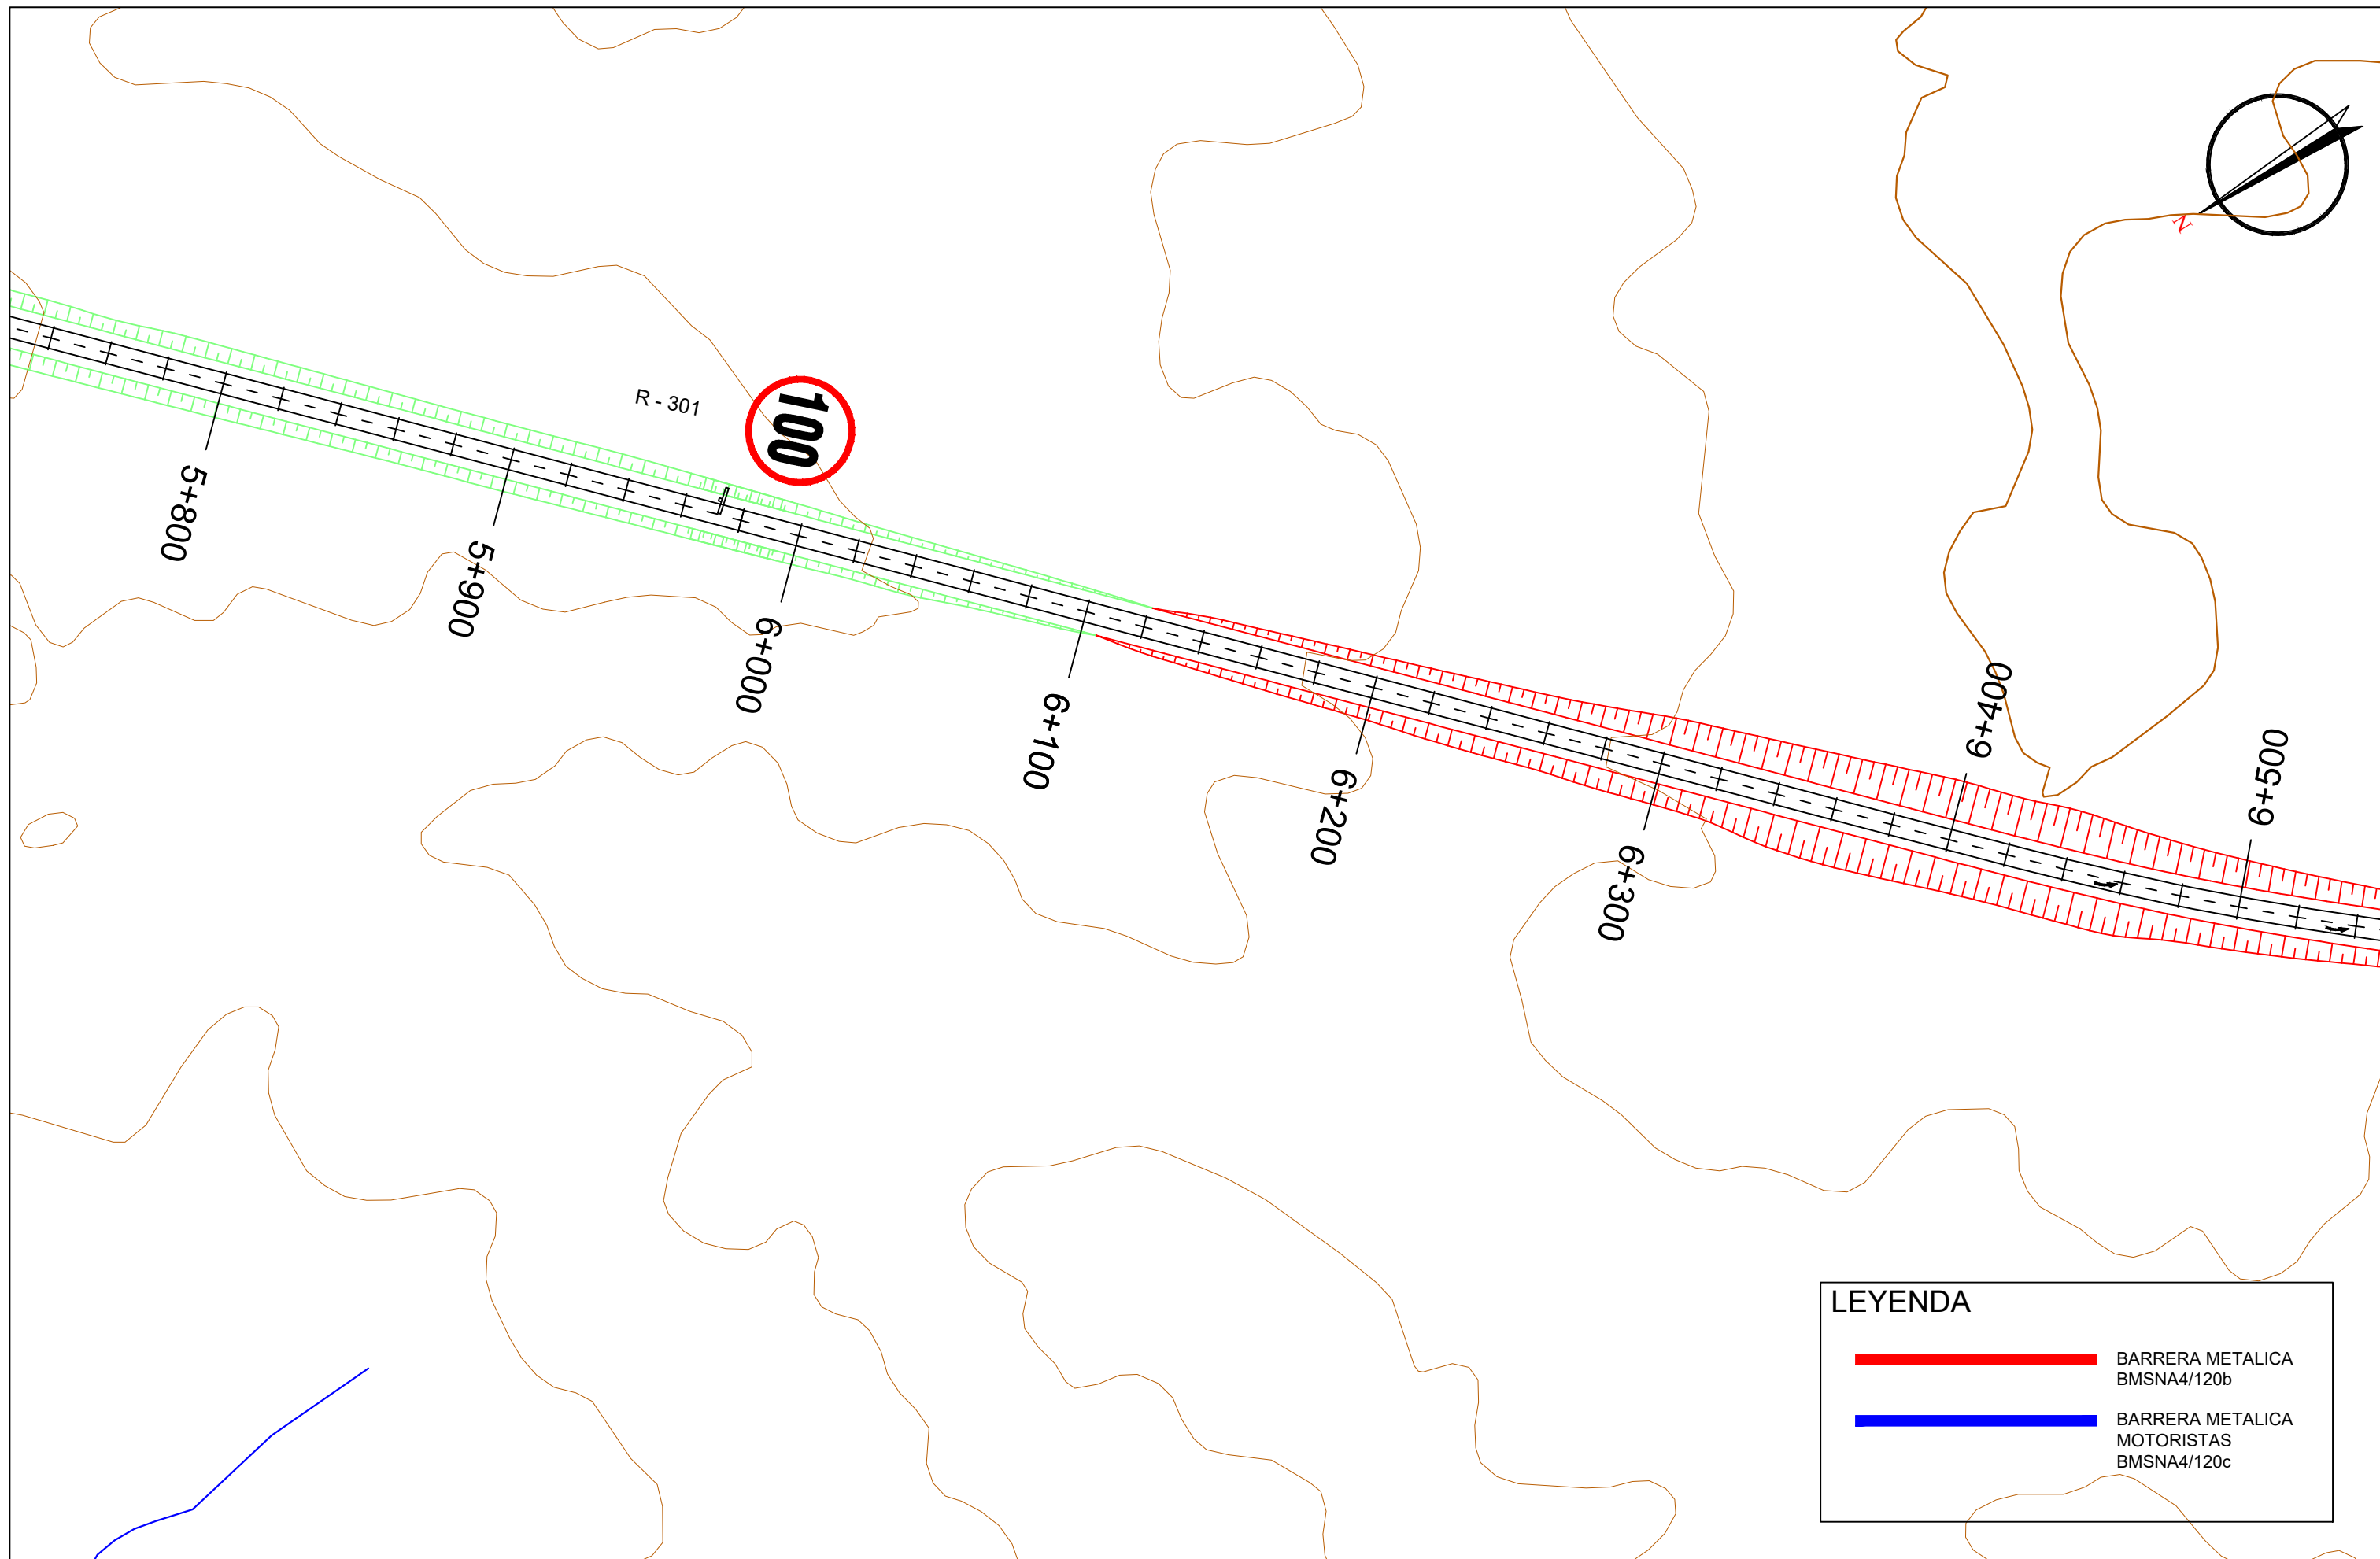 N
R - 301
100
5+800
5+900
6+000
6+100
6+200
6+300
6+400
6+500
LEYENDA
BARRERA METALICA
BMSNA4/120b
BARRERA METALICA
MOTORISTAS
BMSNA4/120c